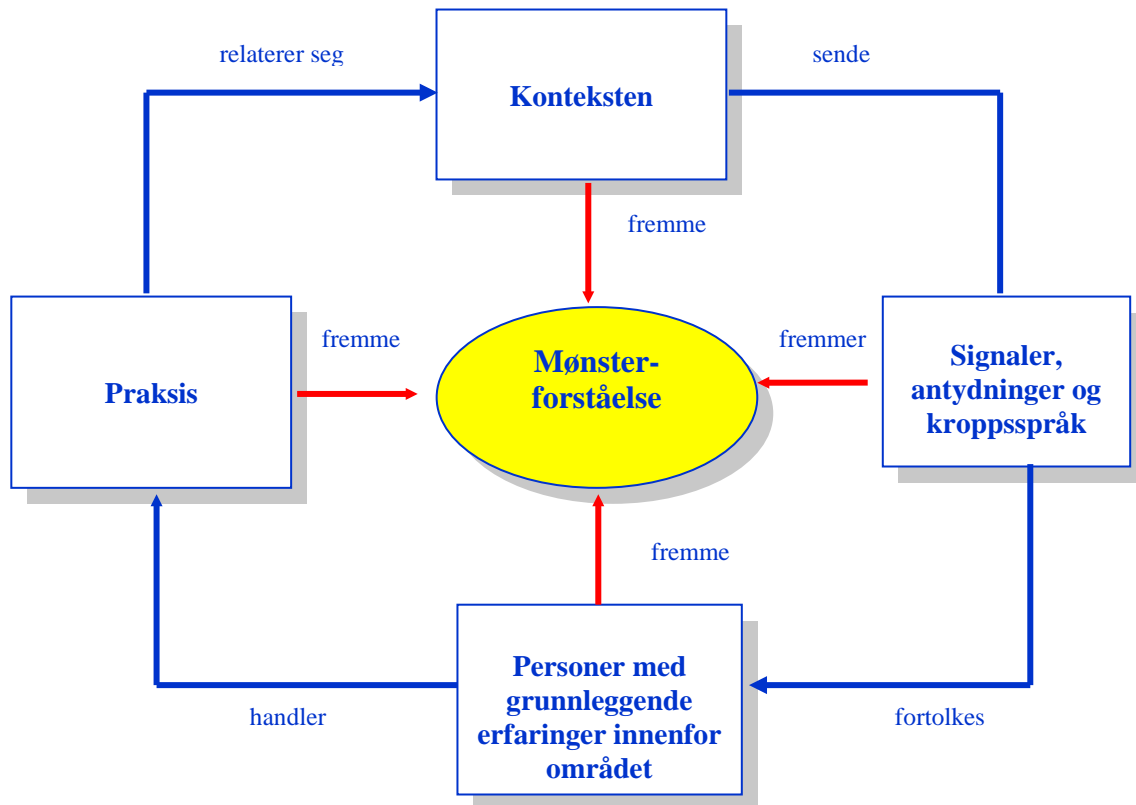 relaterer seg
Konteksten
sende
fremme
Praksis
fremme
Mønster-
forståelse
fremmer
Signaler,
antydninger og
kroppsspråk
fremme
Personer med
grunnleggende
erfaringer innenfor
området
handler
fortolkes